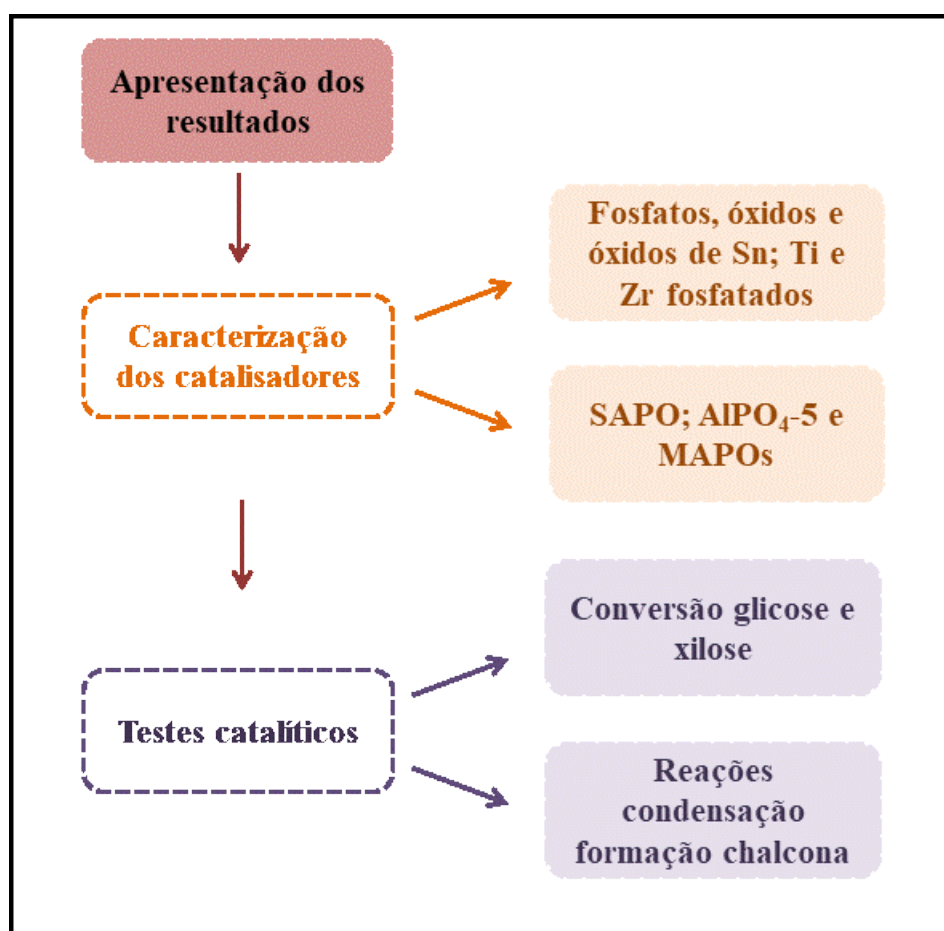 Apresentação dos
resultados
Fosfatos, óxidos e
óxidos de Sn; Ti e
Zr fosfatados
Caracterização
dos catalisadores
SAPO; AlPO₄-5 e
MAPOs
Conversão glicose e
xilose
Testes catalíticos
Reações
condensação
formação chalcona